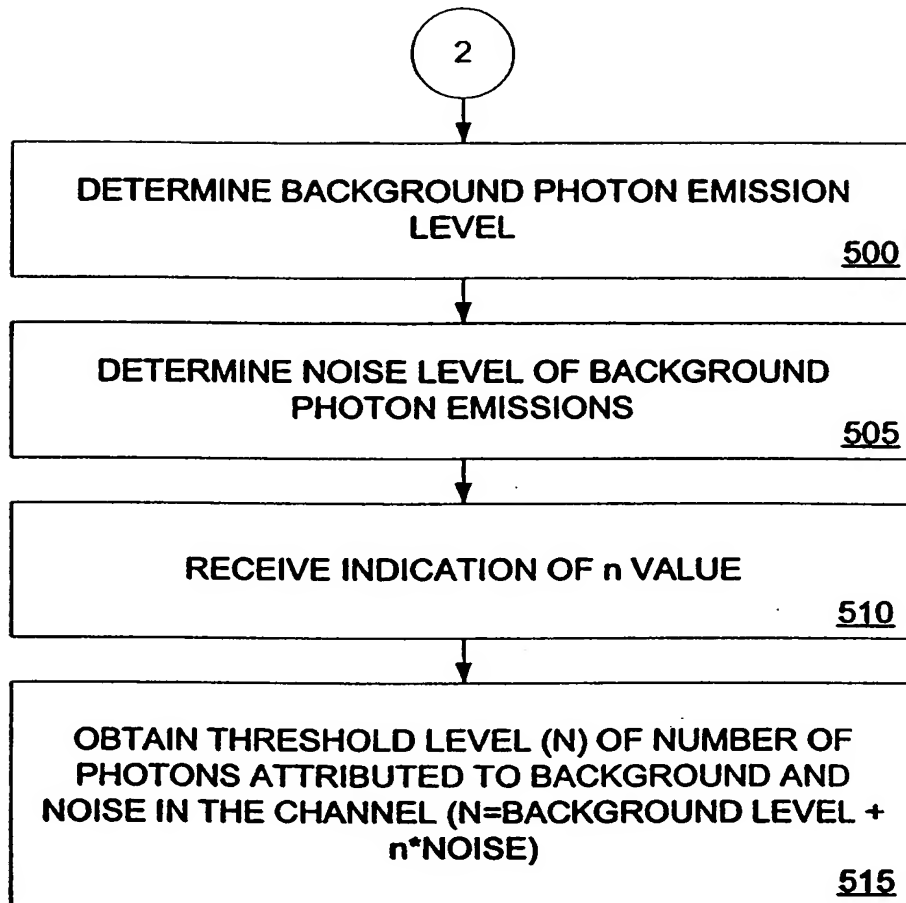 2
DETERMINE BACKGROUND PHOTON EMISSION
LEVEL
500
DETERMINE NOISE LEVEL OF BACKGROUND
PHOTON EMISSIONS
505
RECEIVE INDICATION OF n VALUE
510
OBTAIN THRESHOLD LEVEL (N) OF NUMBER OF
PHOTONS ATTRIBUTED TO BACKGROUND AND
NOISE IN THE CHANNEL (N=BACKGROUND LEVEL +
n*NOISE)
515